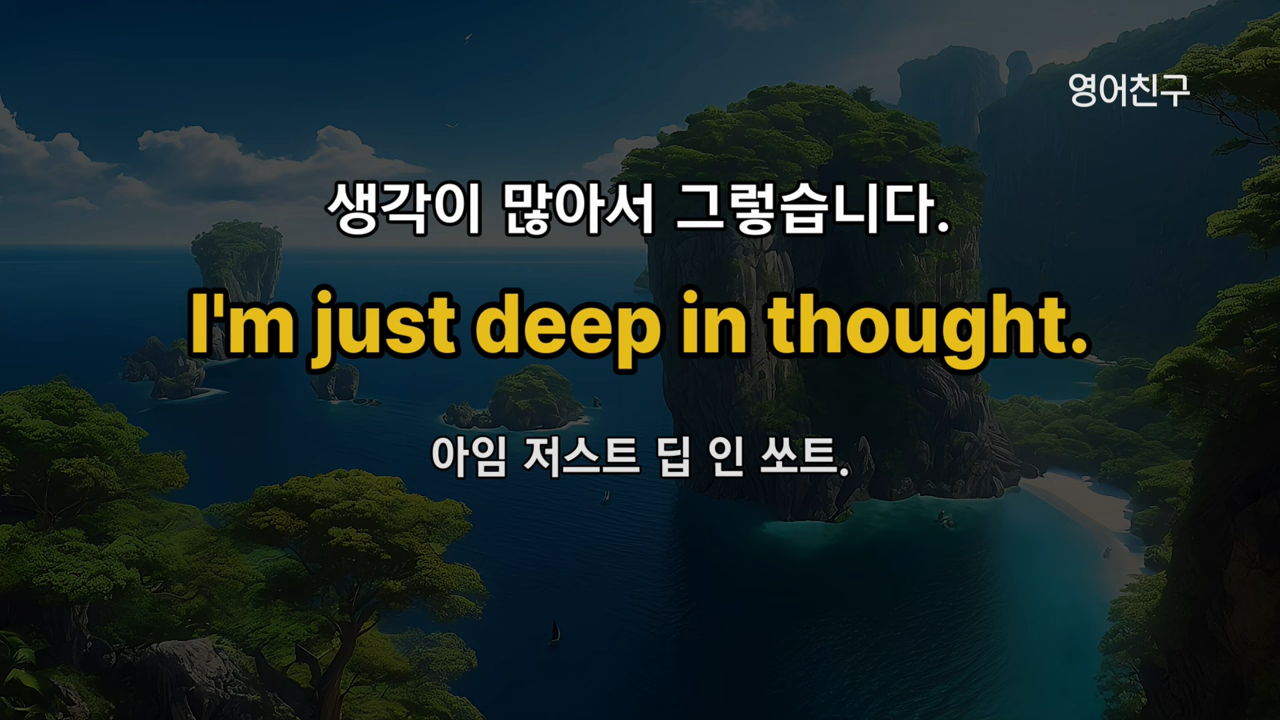 영어친구
생각이 많아서 그렇습니다.
I'm just deep in thought.
아임 저스트 딥 인 쏘트.